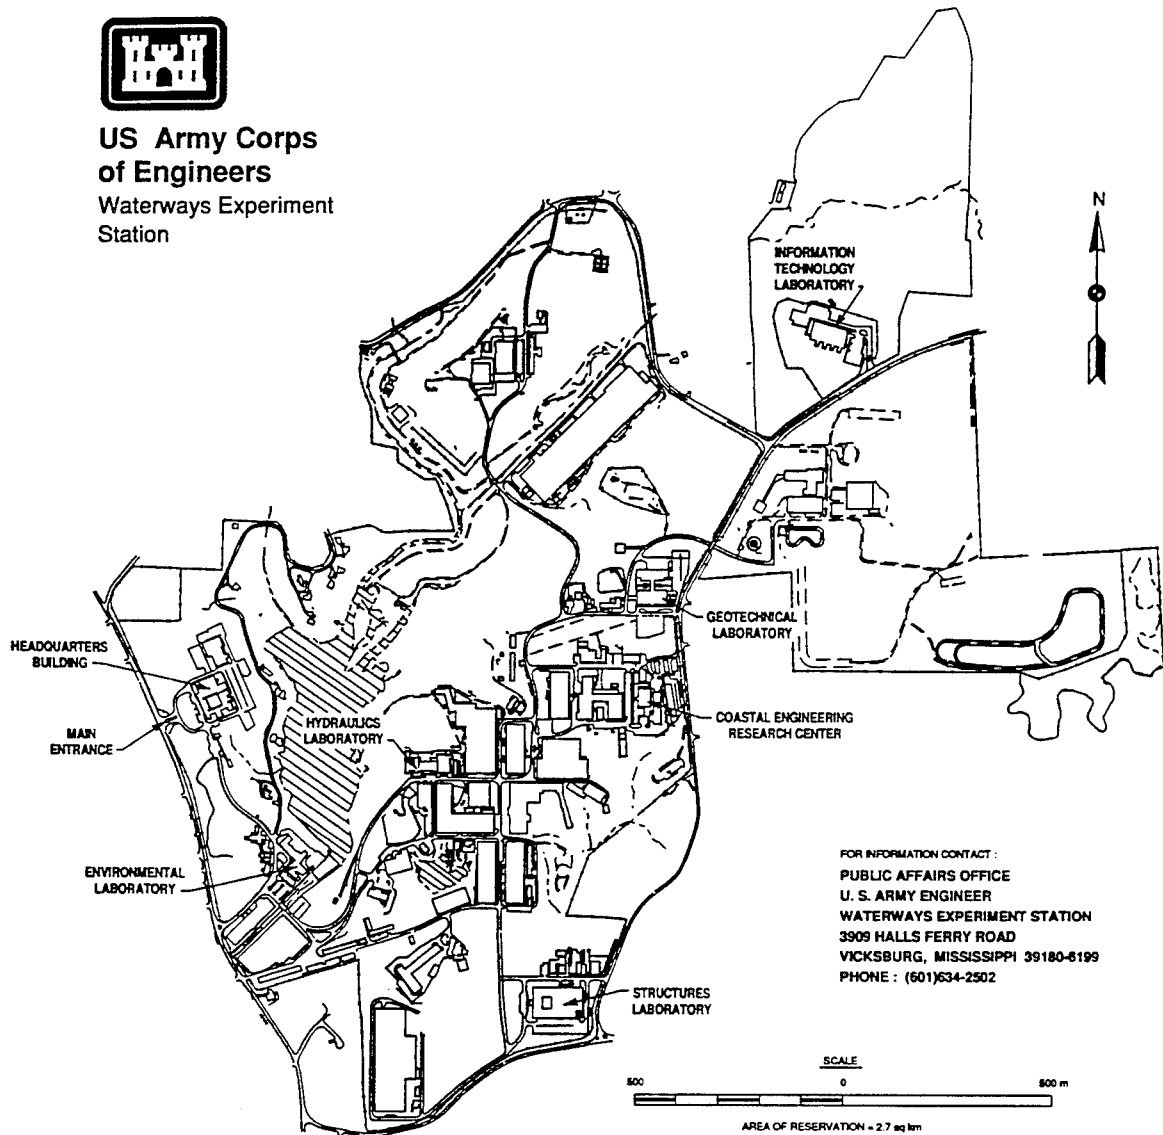 US Army Corps
of Engineers
Waterways Experiment
Station
N
INFORMATION
TECHNOLOGY
LABORATORY
GEOTECHNICAL
LABORATORY
HEADQUARTERS
BUILDING
MAIN
ENTRANCE
HYDRAULICS
LABORATORY
COASTAL ENGINEERING
RESEARCH CENTER
ENVIRONMENTAL
LABORATORY
STRUCTURES
LABORATORY
FOR INFORMATION CONTACT :
PUBLIC AFFAIRS OFFICE
U. S. ARMY ENGINEER
WATERWAYS EXPERIMENT STATION
3909 HALLS FERRY ROAD
VICKSBURG, MISSISSIPPI 39180-6199
PHONE : (601)634-2502
SCALE
500 0 500 m
AREA OF RESERVATION = 2.7 sq km